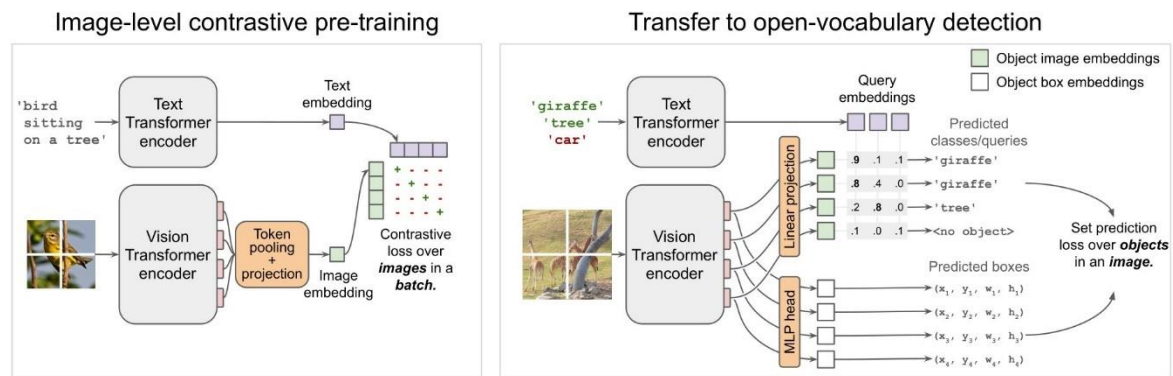 Image-level contrastive pre-training
'bird
sitting
on a tree'
Text
Transformer
encoder
Text
embedding
Vision
Transformer
encoder
Token
pooling
+
projection
Image
embedding
+ - - -
- + - -
- - + -
- - - +
Contrastive
loss over
images in a
batch.
Transfer to open-vocabulary detection
Object image embeddings
Object box embeddings
'giraffe'
'tree'
'car'
Text
Transformer
encoder
Query
embeddings
Vision
Transformer
encoder
Linear projection
MLP head
Predicted
classes/queries
.9 .1 .1 'giraffe'
.8 .4 .0 'giraffe'
.2 .8 .0 'tree'
.1 .0 .1 <no object>
Predicted boxes
(x₁, y₁, w₁, h₁)
(x₂, y₂, w₂, h₂)
(x₃, y₃, w₃, h₃)
(x₄, y₄, w₄, h₄)
Set prediction
loss over objects
in an image.